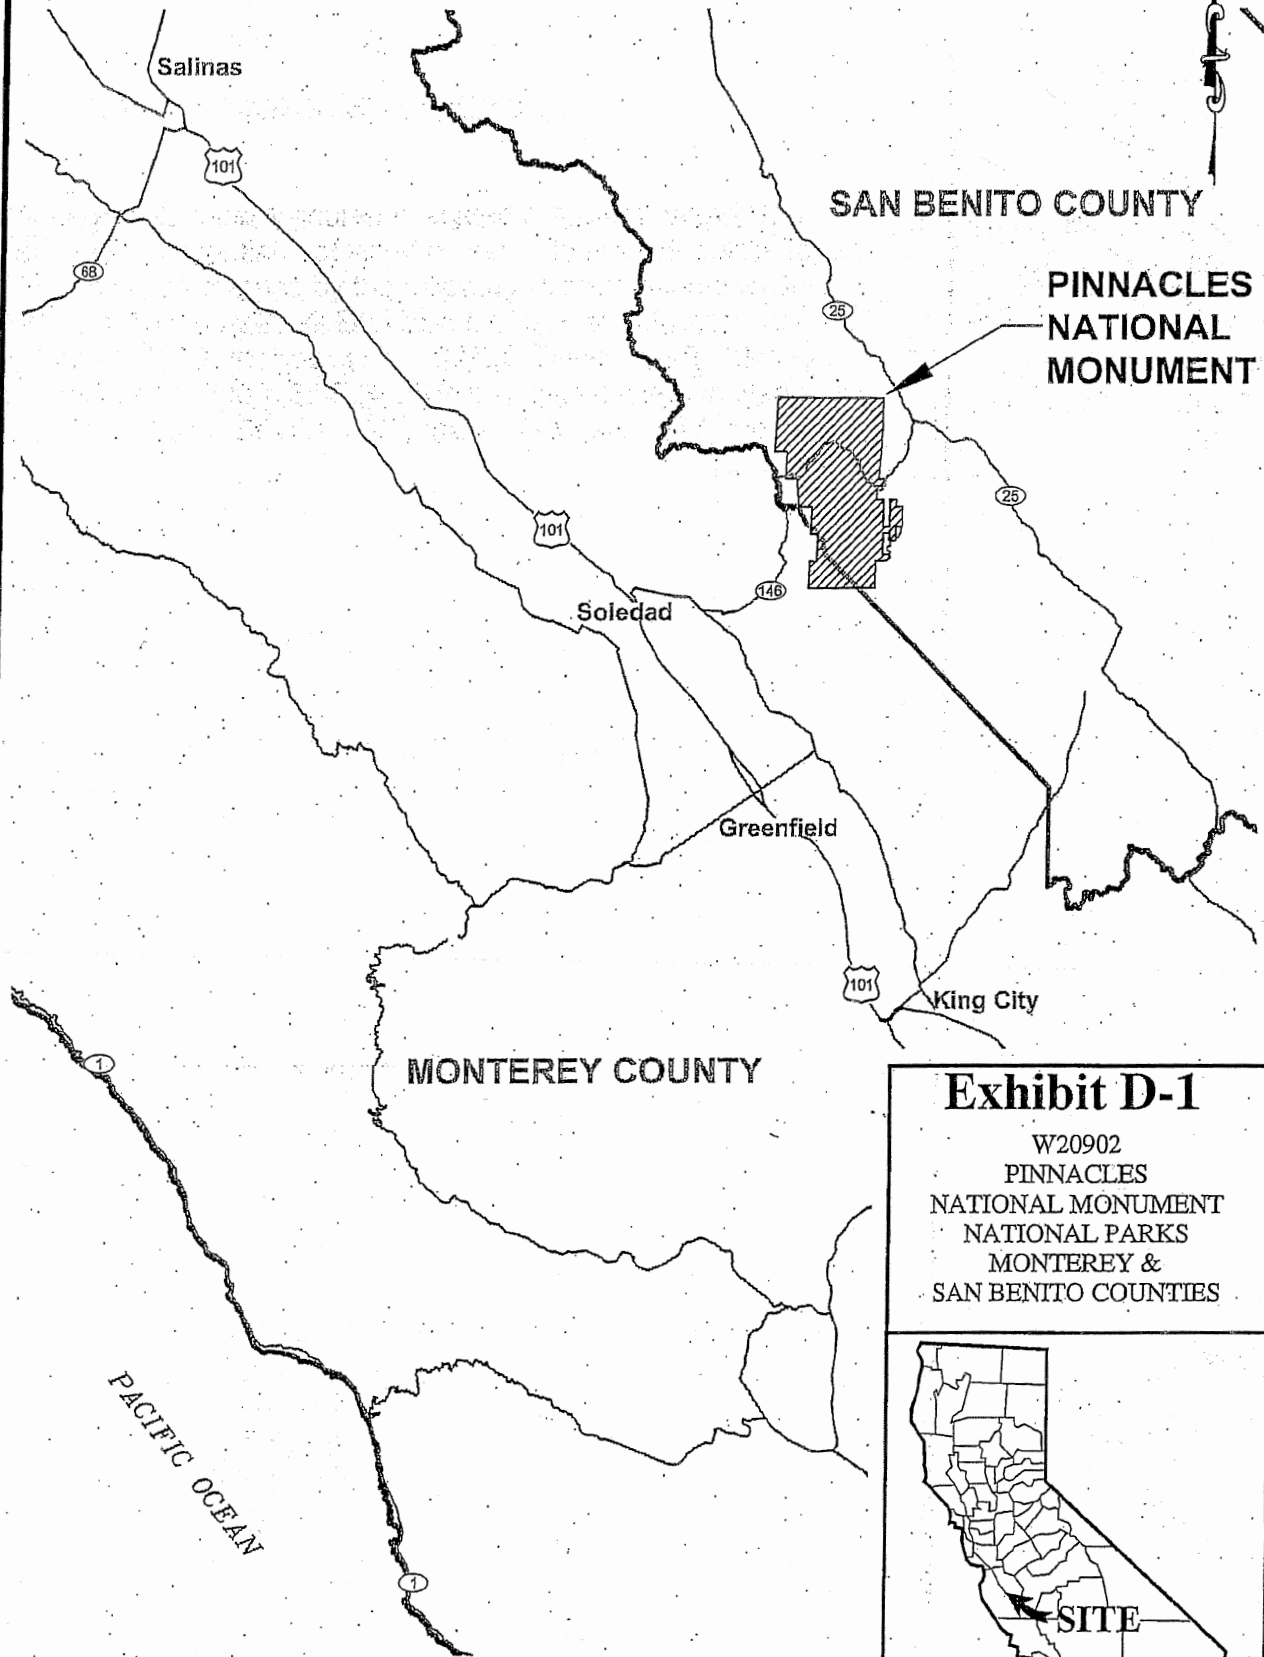 Salinas
101
SAN BENITO COUNTY
68
PINNACLES
NATIONAL
MONUMENT
25
25
101
146
Soledad
Greenfield
101
King City
1
MONTEREY COUNTY
Exhibit D-1
W20902
PINNACLES
NATIONAL MONUMENT
NATIONAL PARKS
MONTEREY &
SAN BENITO COUNTIES
PACIFIC OCEAN
1
SITE